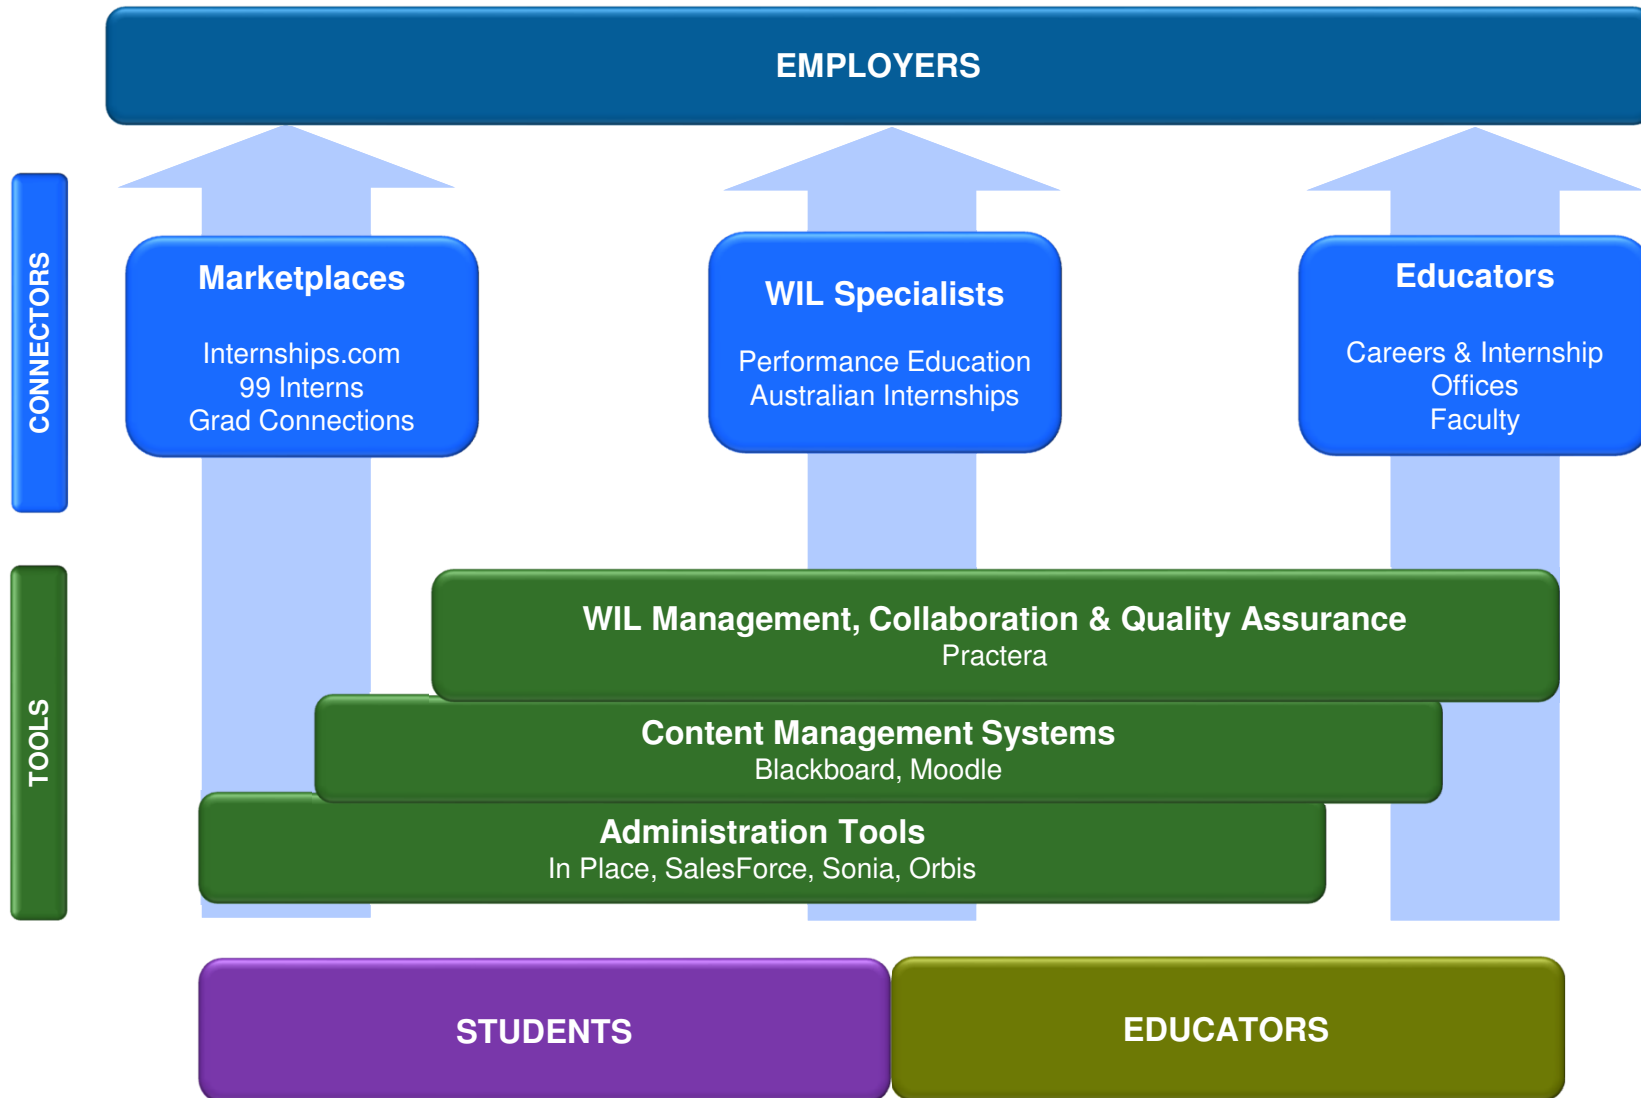 EMPLOYERS
CONNECTORS
Marketplaces
Internships.com
99 Interns
Grad Connections
WIL Specialists
Performance Education
Australian Internships
Educators
Careers & Internship
Offices
Faculty
TOOLS
WIL Management, Collaboration & Quality Assurance
Practera
Content Management Systems
Blackboard, Moodle
Administration Tools
In Place, SalesForce, Sonia, Orbis
STUDENTS
EDUCATORS